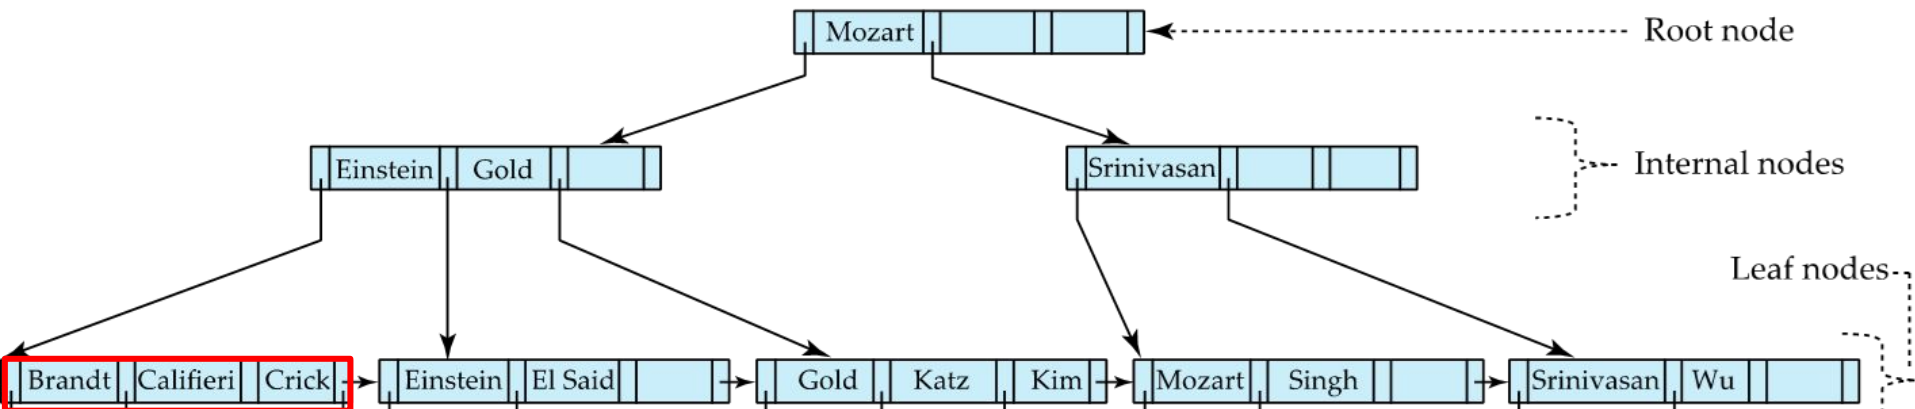 Mozart Root node
Einstein Gold Srinivasan Internal nodes
Leaf nodes
Brandt Califieri Crick Einstein El Said Gold Katz Kim Mozart Singh Srinivasan Wu